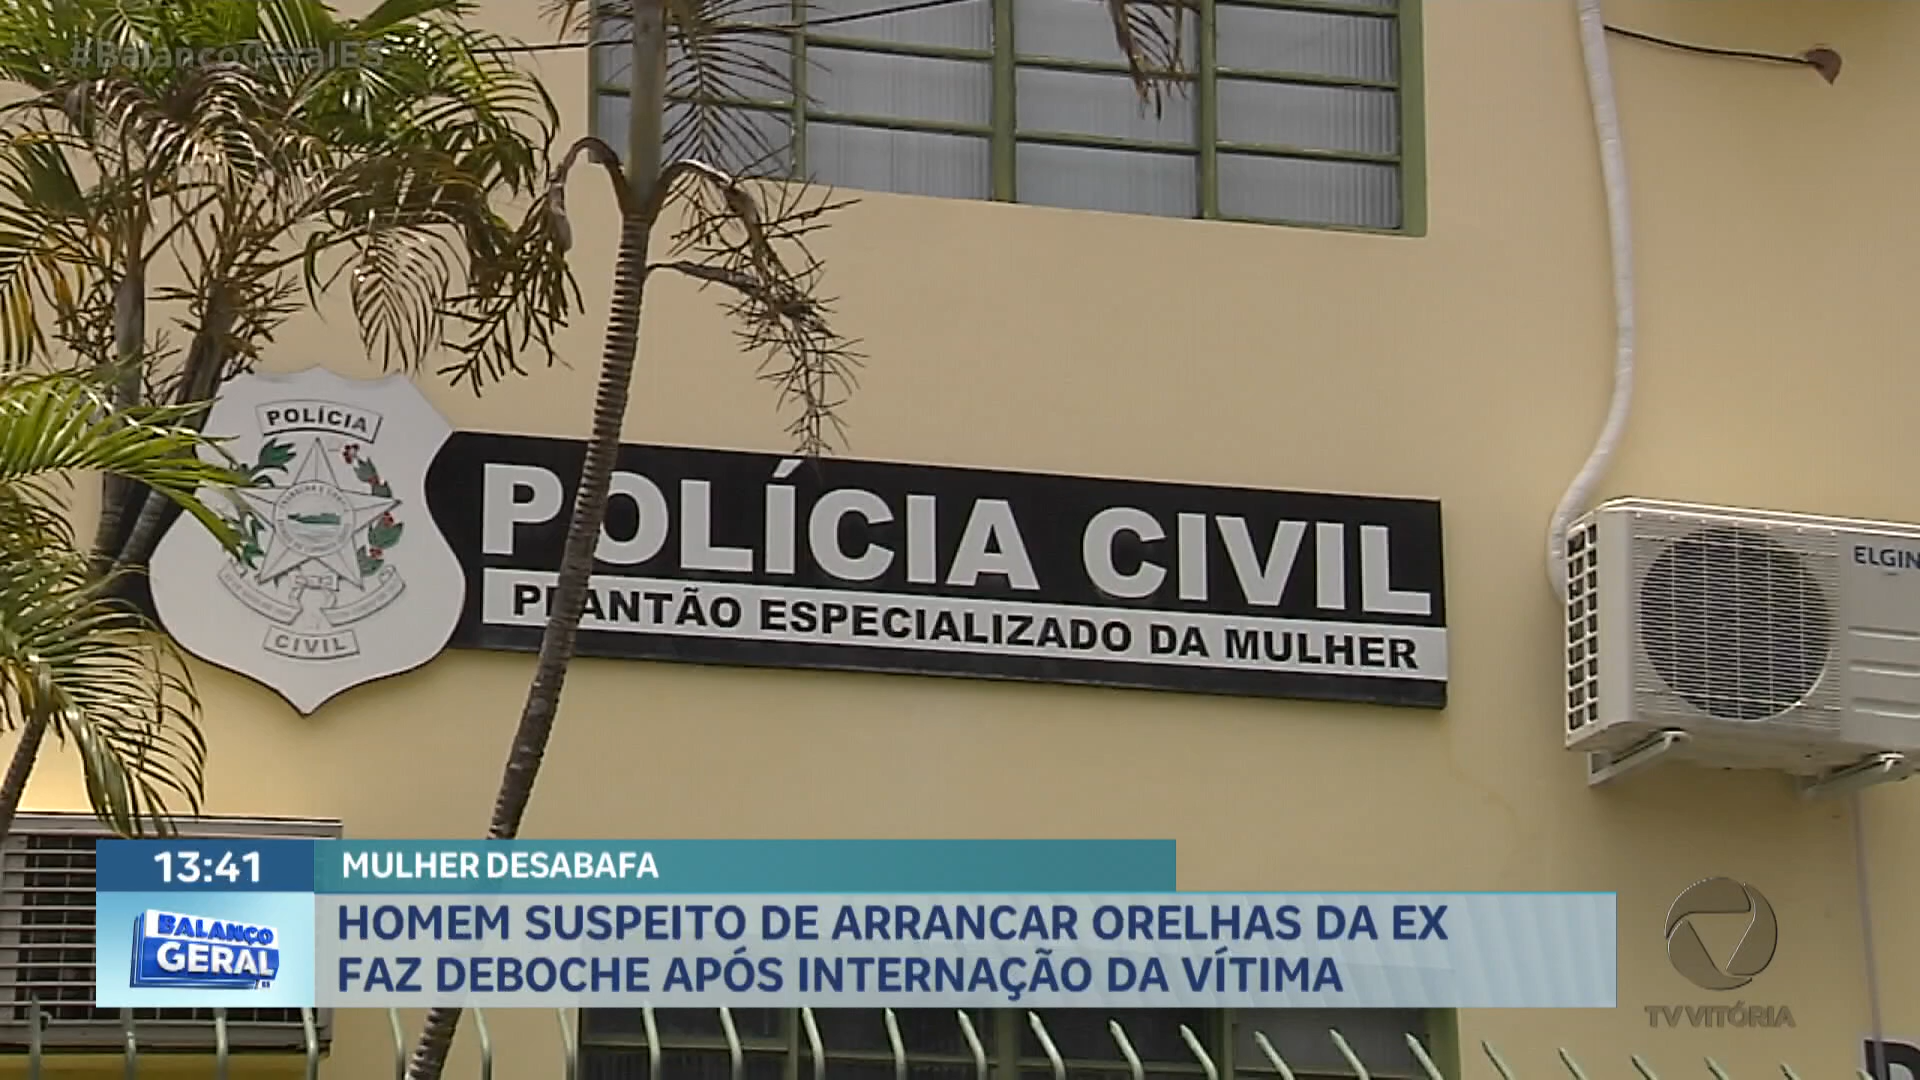 #BalançoGeralES
POLÍCIA
CIVIL
POLÍCIA CIVIL
PLANTÃO ESPECIALIZADO DA MULHER
ELGIN
13:41
MULHER DESABAFA
BALANÇO
GERAL
HOMEM SUSPEITO DE ARRANCAR ORELHAS DA EX
FAZ DEBOCHE APÓS INTERNAÇÃO DA VÍTIMA
TV VITÓRIA